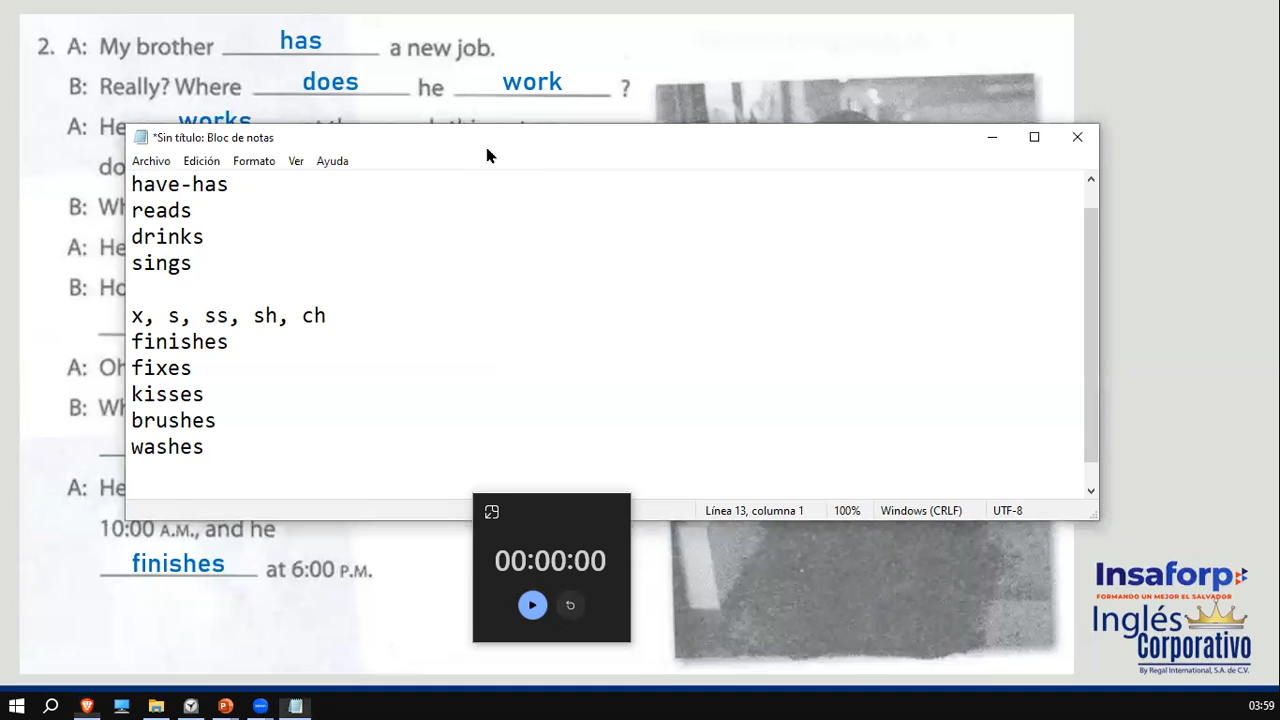 2. A: My brother has a new job.
B: Really? Where does he work ?
A: He works
do
B: Wh
A: He
B: Ho
A: Oh
B: Wh
A: He
10:00 A.M., and he
finishes at 6:00 P.M.
*Sin título: Bloc de notas
Archivo Edición Formato Ver Ayuda
have-has
reads
drinks
sings
x, s, ss, sh, ch
finishes
fixes
kisses
brushes
washes
Línea 13, columna 1 100% Windows (CRLF) UTF-8
00:00:00
Insaforp
FORMANDO UN MEJOR EL SALVADOR
Inglés
Corporativo
By Regal International, S.A. de C.V.
03:59